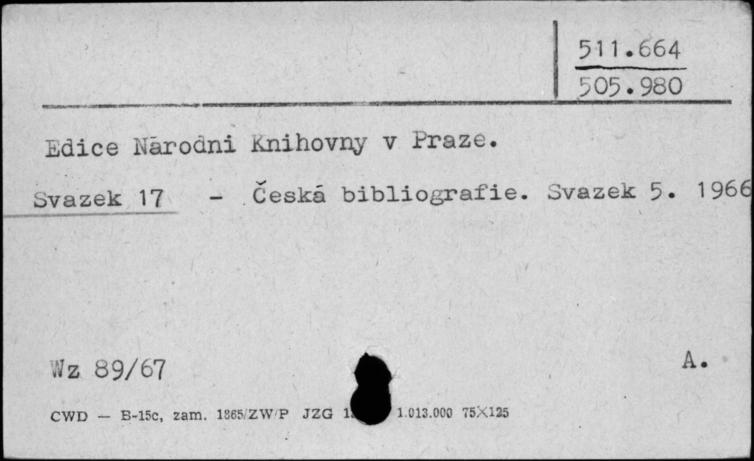 511.664
505.980
Edice Národni Knihovny v Praze.
Svazek 17 - Česká bibliografie. Svazek 5. 1966
Wz 89/67
A.
CWD — B-15c, zam. 1865/ZW/P JZG 1.013.000 75X125